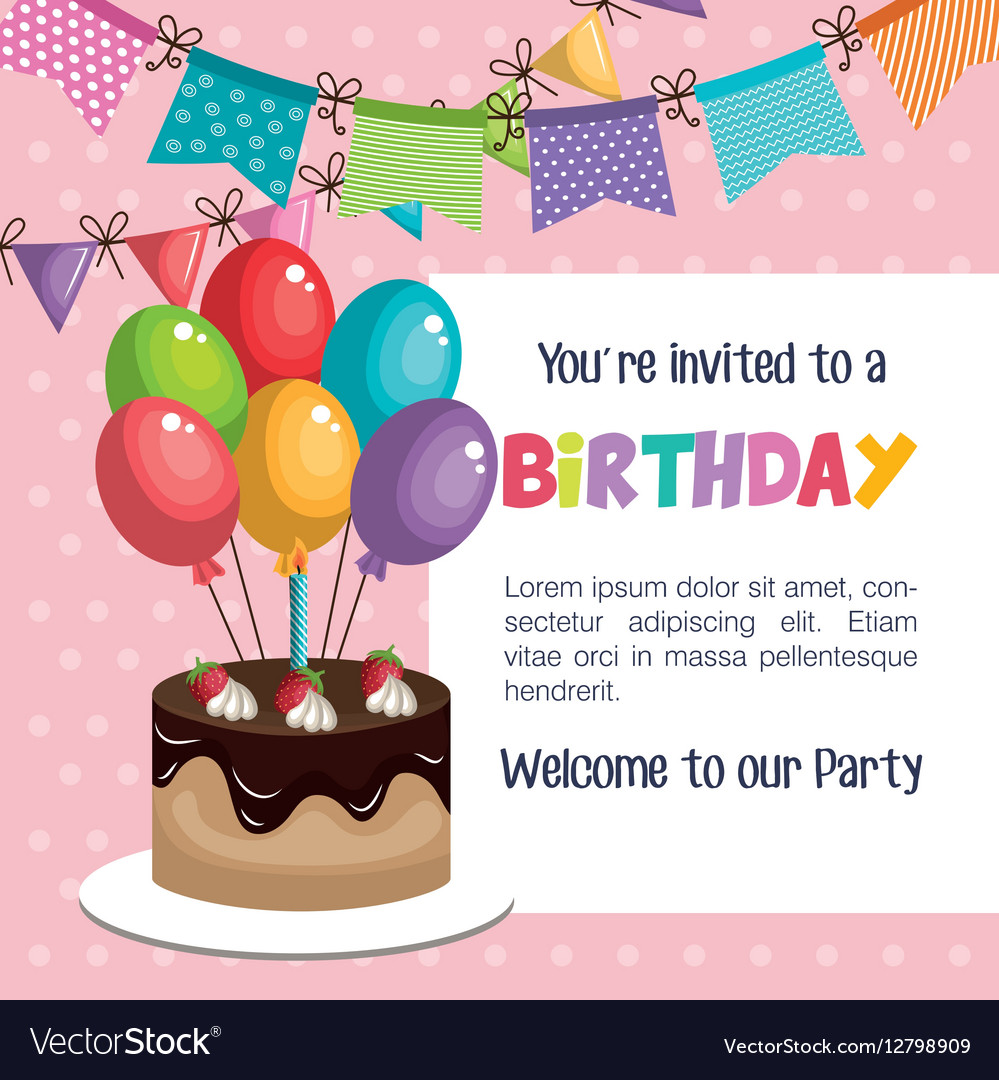 You´re invited to a
BiRTHDAY
Lorem ipsum dolor sit amet, con-
sectetur adipiscing elit. Etiam
vitae orci in massa pellentesque
hendrerit.
Welcome to our Party
VectorStock®
VectorStock.com/12798909